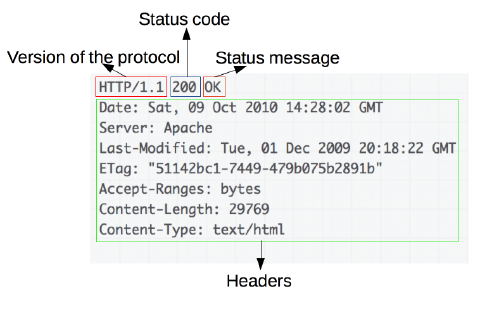 Status code
Version of the protocol
Status message
HTTP/1.1 200 OK
Date: Sat, 09 Oct 2010 14:28:02 GMT
Server: Apache
Last-Modified: Tue, 01 Dec 2009 20:18:22 GMT
ETag: "51142bc1-7449-479b075b2891b"
Accept-Ranges: bytes
Content-Length: 29769
Content-Type: text/html
Headers